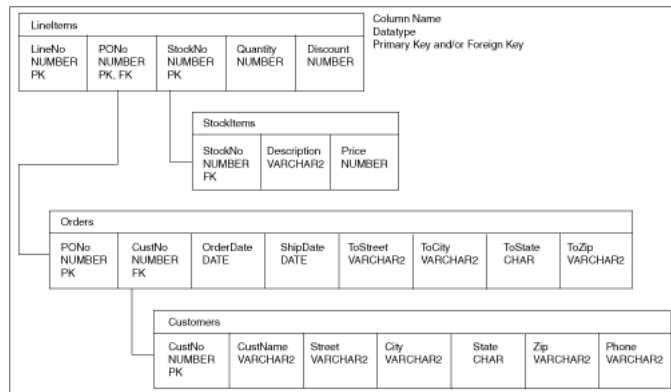 LineItems
Column Name
Datatype
Primary Key and/or Foreign Key
LineNo PONo StockNo Quantity Discount
NUMBER NUMBER NUMBER NUMBER NUMBER
PK PK, FK PK
StockItems
StockNo Description Price
NUMBER VARCHAR2 NUMBER
FK
Orders
PONo CustNo OrderDate ShipDate ToStreet ToCity ToState ToZip
NUMBER NUMBER DATE DATE VARCHAR2 VARCHAR2 CHAR VARCHAR2
PK FK
Customers
CustNo CustName Street City State Zip Phone
NUMBER VARCHAR2 VARCHAR2 VARCHAR2 CHAR VARCHAR2 VARCHAR2
PK